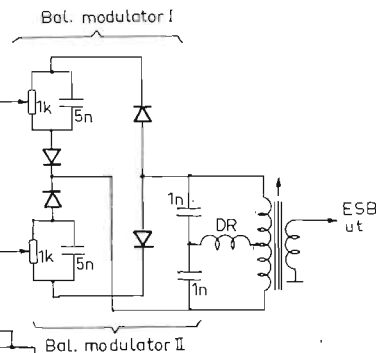 Bal. modulator I
1k
5n
1n
DR
ESB
ut
1k
5n
1n
Bal. modulator II